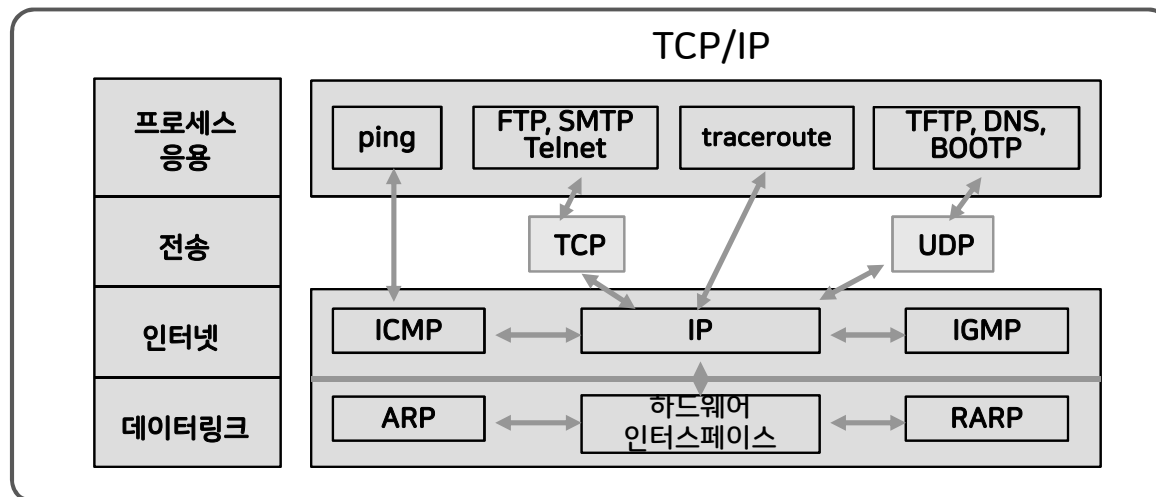 TCP/IP
프로세스
응용
ping
FTP, SMTP
Telnet
traceroute
TFTP, DNS,
BOOTP
전송
TCP
UDP
인터넷
ICMP
IP
IGMP
데이터링크
ARP
하드웨어
인터스페이스
RARP